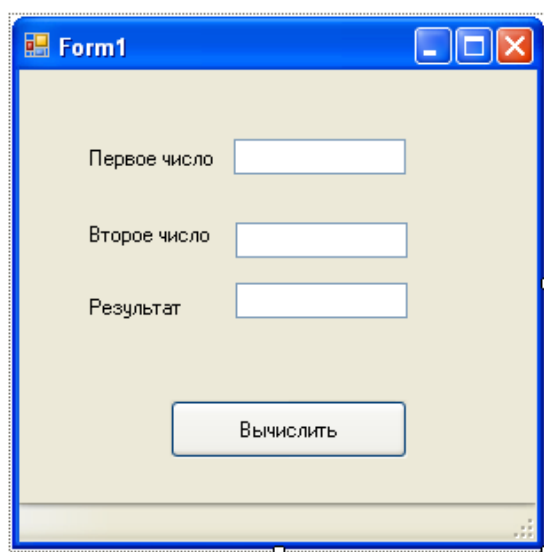 Form1
Первое число
Второе число
Результат
Вычислить